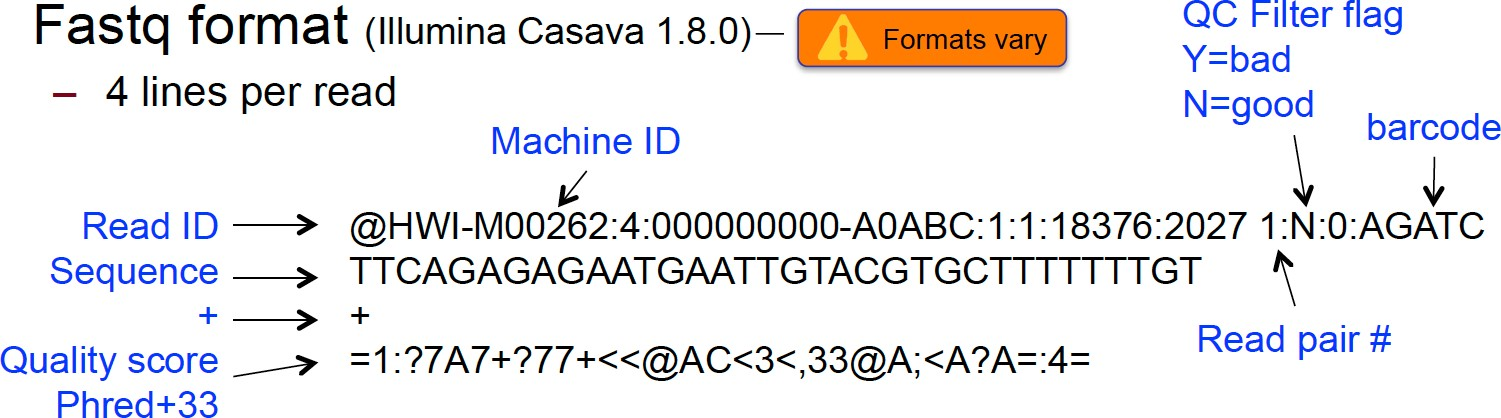 Fastq format (Illumina Casava 1.8.0)
Formats vary
QC Filter flag
Y=bad
N=good
– 4 lines per read
Machine ID
barcode
Read ID
@HWI-M00262:4:000000000-A0ABC:1:1:18376:2027 1:N:0:AGATC
Sequence
TTCAGAGAGAATGAATTGTACGTGCTTTTTTTGT
+
+
Read pair #
Quality score
Phred+33
=1:?7A7+?77+<<@AC<3<,33@A;<A?A=:4=